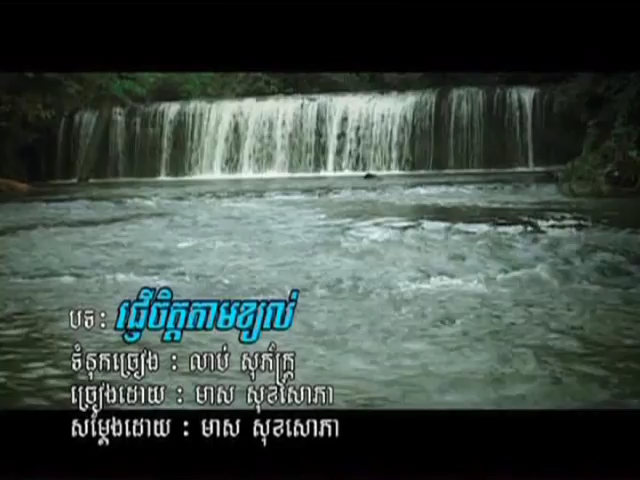 បទ: ផ្ញើចិត្តតាមខ្យល់
ទំនុកច្រៀង : លាប់ សុភ័ក្ត្រ
ច្រៀងដោយ : មាស សុខសោភា
សម្តែងដោយ : មាស សុខសោភា